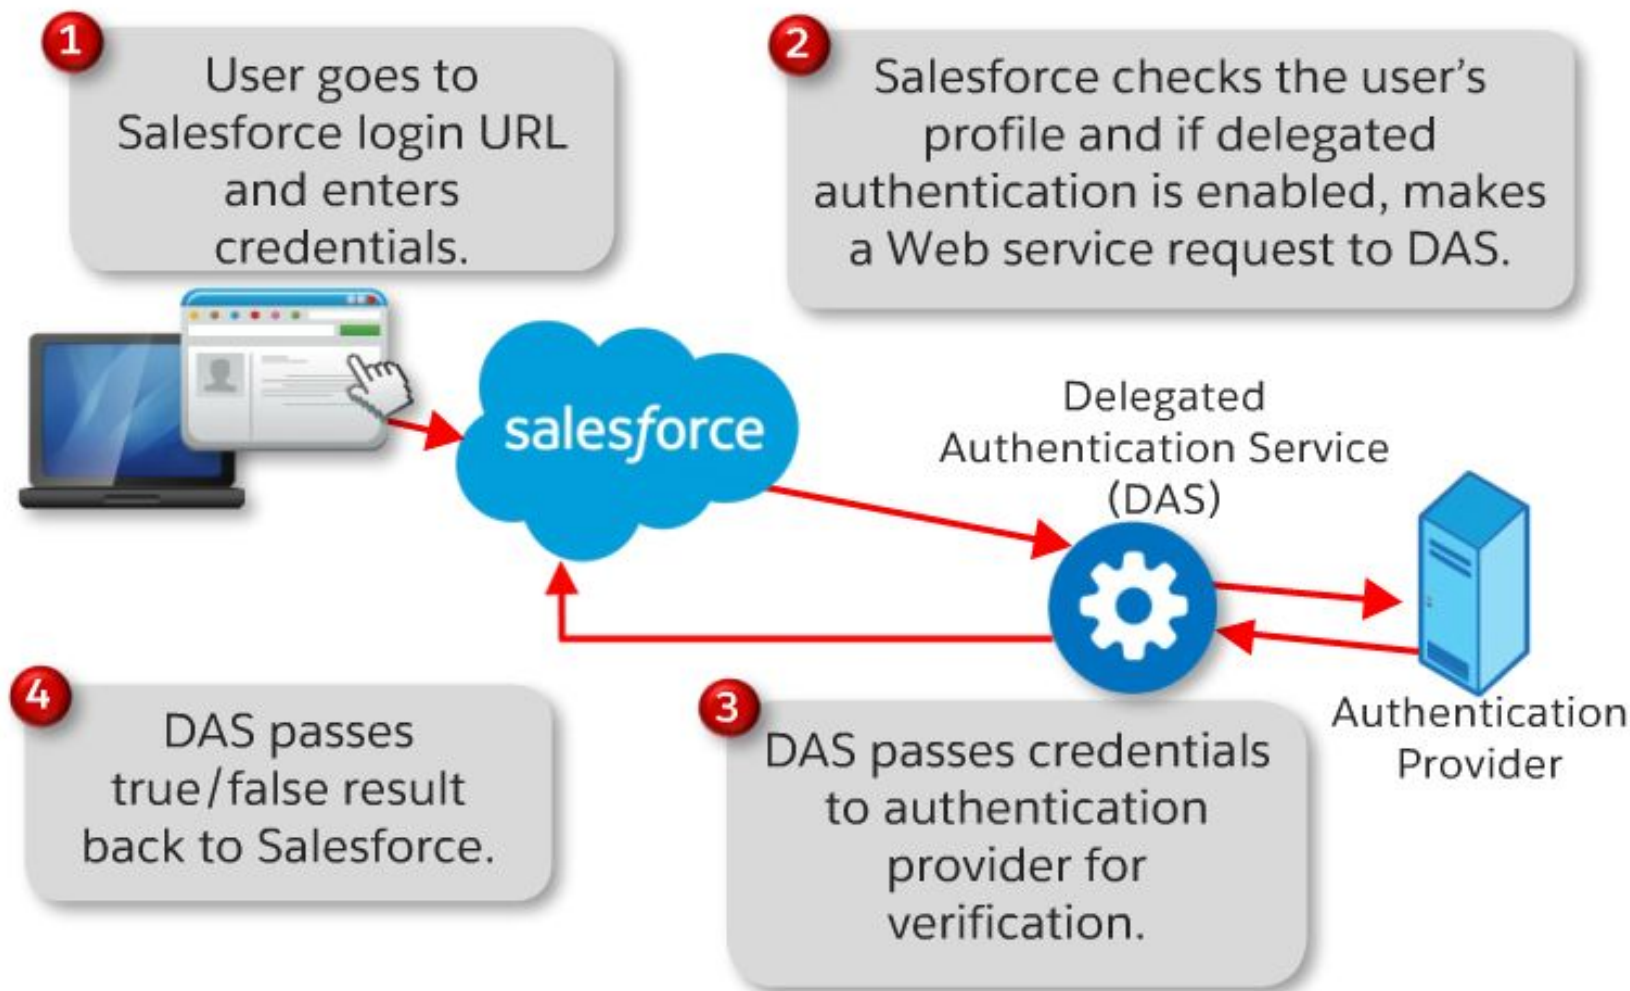 1
User goes to
Salesforce login URL
and enters
credentials.
2
Salesforce checks the user's
profile and if delegated
authentication is enabled, makes
a Web service request to DAS.
salesforce
Delegated
Authentication Service
(DAS)
Authentication
Provider
3
DAS passes credentials
to authentication
provider for
verification.
4
DAS passes
true/false result
back to Salesforce.